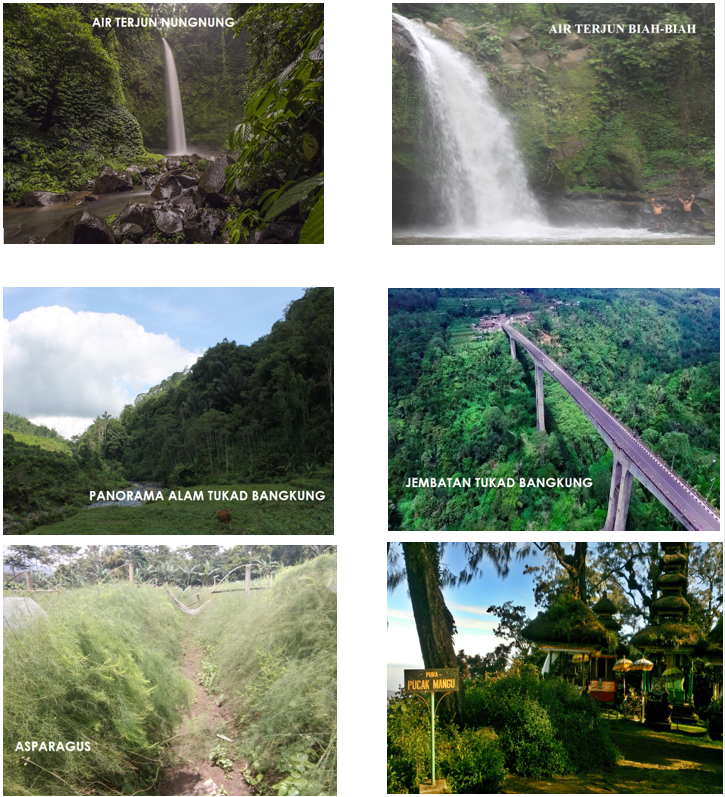 AIR TERJUN NUNGNUNG
AIR TERJUN BIAH-BIAH
PANORAMA ALAM TUKAD BANGKUNG
JEMBATAN TUKAD BANGKUNG
ASPARAGUS
PURA
PUCAK MANGU